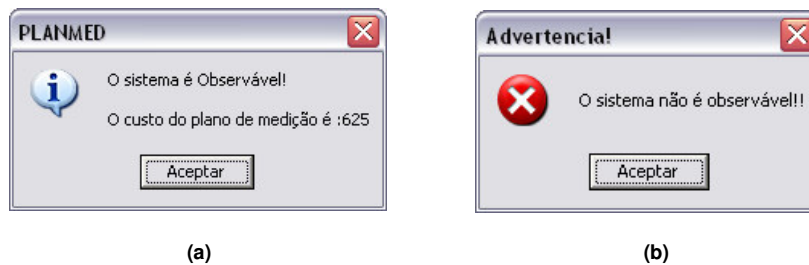 PLANMED
O sistema é Observável!
O custo do plano de medição é :625
Aceptar
(a)
Advertencia!
O sistema não é observável!!
Aceptar
(b)